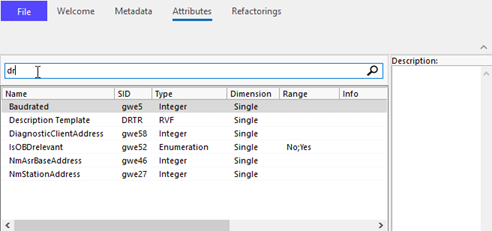 File Welcome Metadata Attributes Refactorings
Description:
dr
Name SID Type Dimension Range Info
Baudrated gwe5 Integer Single
Description Template DRTR RVF Single
DiagnosticClientAddress gwe58 Integer Single
IsOBDrelevant gwe52 Enumeration Single No;Yes
NmAsrBaseAddress gwe46 Integer Single
NmStationAddress gwe27 Integer Single